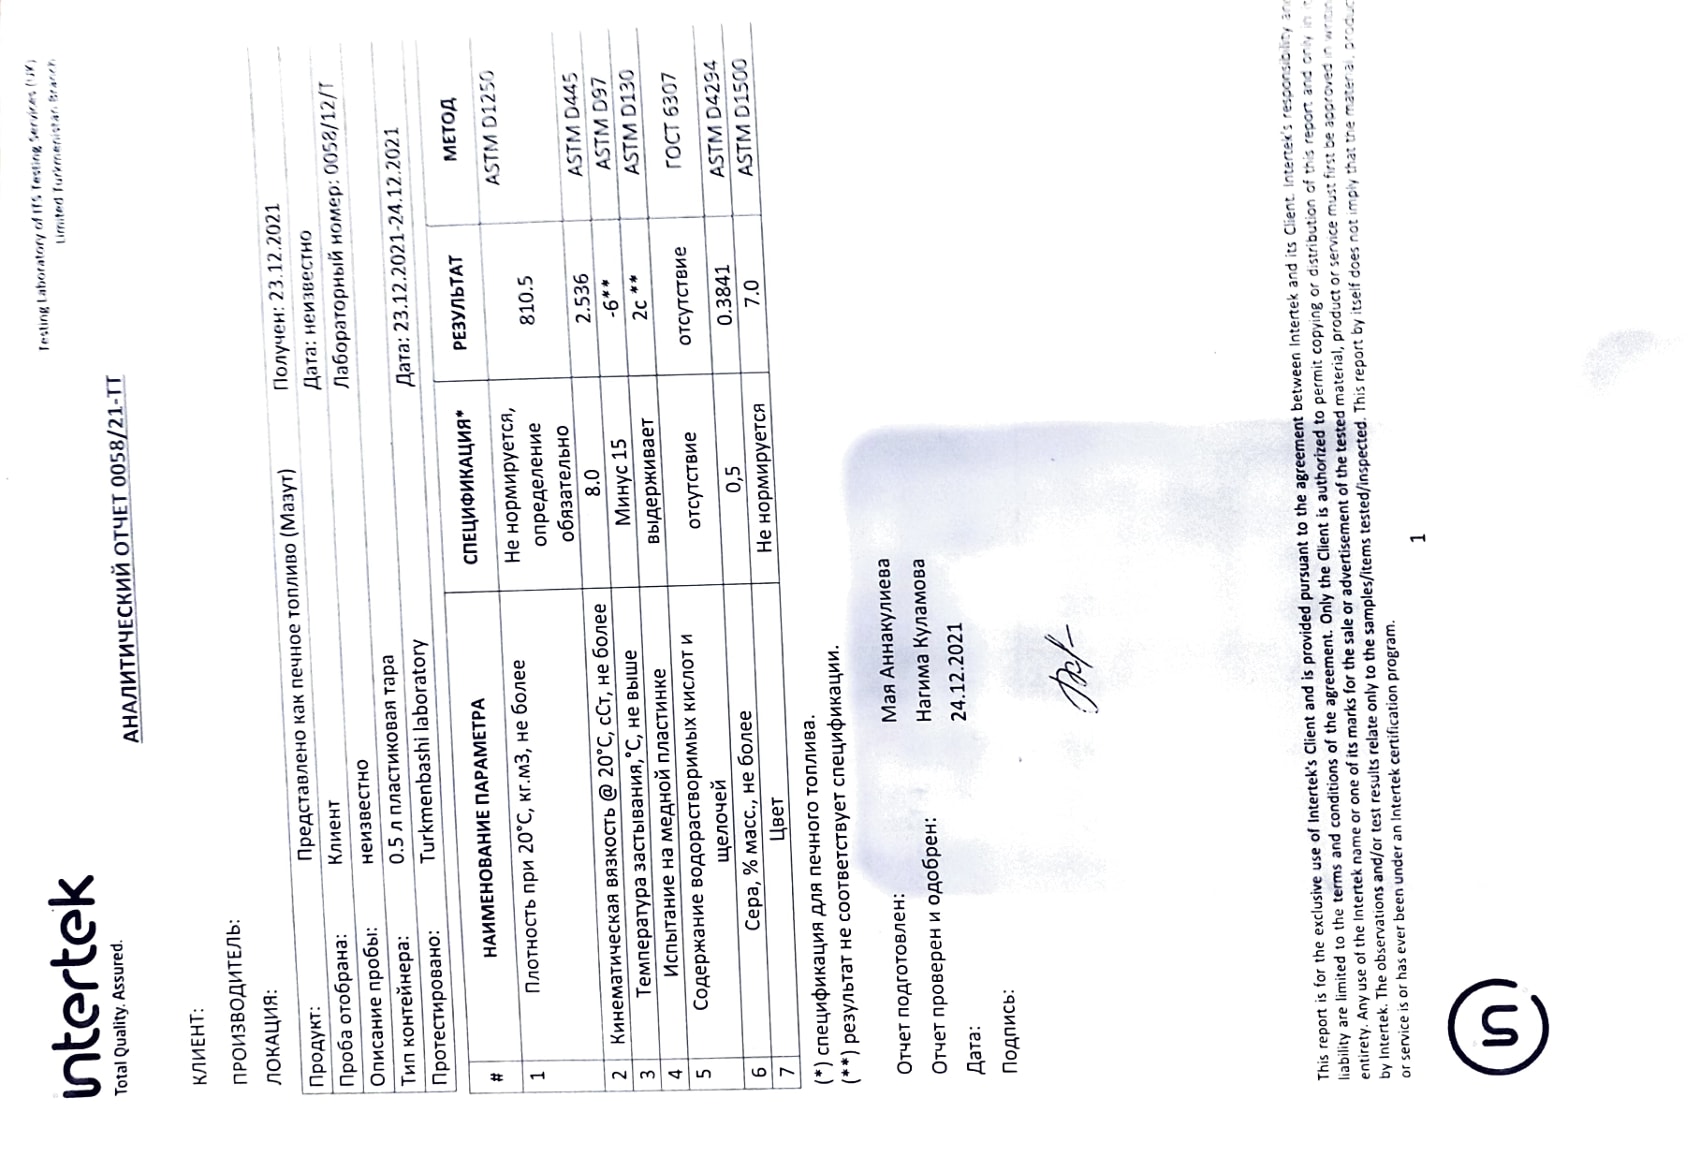 intertek
Total Quality. Assured.
Testing Laboratory of ITS Testing Services (UK)
Limited Turkmenistan Branch
АНАЛИТИЧЕСКИЙ ОТЧЕТ 0058/21-ТТ
КЛИЕНТ:
ПРОИЗВОДИТЕЛЬ:
ЛОКАЦИЯ:
Продукт: Представлено как печное топливо (Мазут) Получен: 23.12.2021
Проба отобрана: Клиент Дата: неизвестно
Описание пробы: неизвестно Лабораторный номер: 0058/12/Т
Тип контейнера: 0.5 л пластиковая тара
Протестировано: Turkmenbashi laboratory Дата: 23.12.2021-24.12.2021
# НАИМЕНОВАНИЕ ПАРАМЕТРА СПЕЦИФИКАЦИЯ* РЕЗУЛЬТАТ МЕТОД
1 Плотность при 20°С, кг.м3, не более Не нормируется, 810.5 ASTM D1250
определение
обязательно
2 Кинематическая вязкость @ 20°С, сСт, не более 8.0 2.536 ASTM D445
3 Температура застывания,°С, не выше Минус 15 -6** ASTM D97
4 Испытание на медной пластинке выдерживает 2с ** ASTM D130
5 Содержание водорастворимых кислот и отсутствие отсутствие ГОСТ 6307
щелочей
6 Сера, % масс., не более 0,5 0.3841 ASTM D4294
7 Цвет Не нормируется 7.0 ASTM D1500
(*) спецификация для печного топлива.
(**) результат не соответствует спецификации.
Отчет подготовлен: Мая Аннакулиева
Отчет проверен и одобрен: Нагима Куламова
Дата: 24.12.2021
Подпись:
This report is for the exclusive use of Intertek's Client and is provided pursuant to the agreement between Intertek and its Client. Intertek's responsibility and
liability are limited to the terms and conditions of the agreement. Only the Client is authorized to permit copying or distribution of this report and only in its
entirety. Any use of the Intertek name or one of its marks for the sale or advertisement of the tested material, product or service must first be approved in writing
by Intertek. The observations and/or test results relate only to the samples/items tested/inspected. This report by itself does not imply that the material, product
or service is or has ever been under an Intertek certification program.
1
in